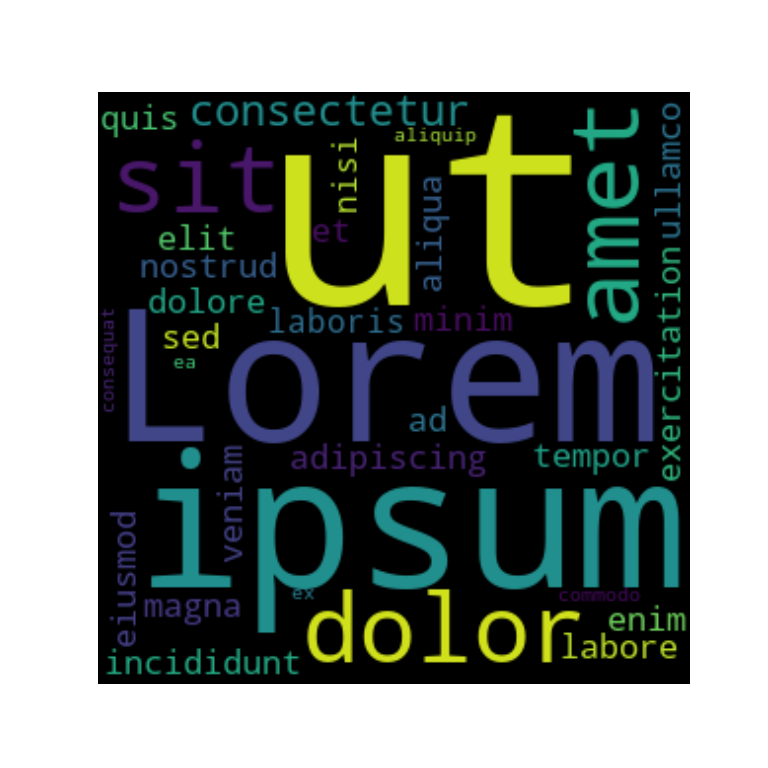 quis
consectetur
aliquip
ut
amet
ullamco
sit
nisi
et
aliqua
elit
nostrud
dolore
laboris
minim
exercitation
consequat
sed
ea
Lorem
ad
adipiscing
tempor
veniam
ipsum
eiusmod
magna
ex
dolor
commodo
enim
labore
incididunt